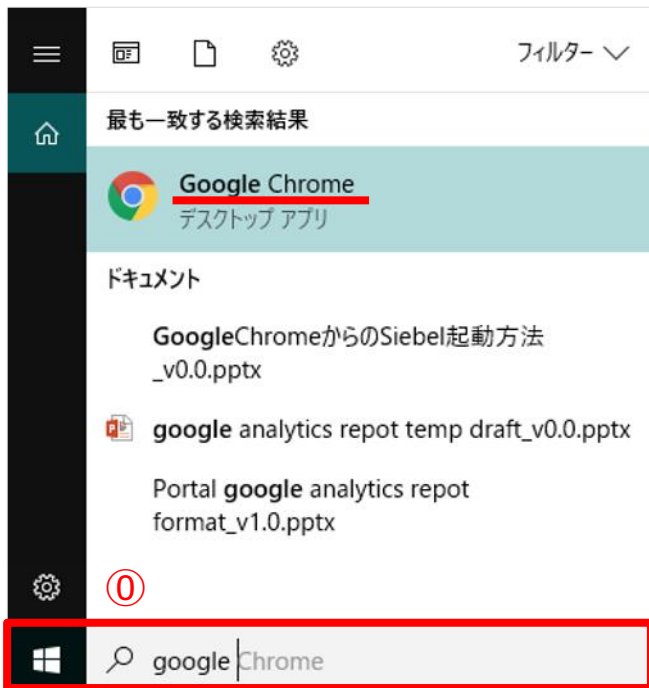 フィルター
最も一致する検索結果
Google Chrome
デスクトップ アプリ
ドキュメント
GoogleChromeからのSiebel起動方法
_v0.0.pptx
google analytics repot temp draft_v0.0.pptx
Portal google analytics repot
format_v1.0.pptx
⓪
google Chrome